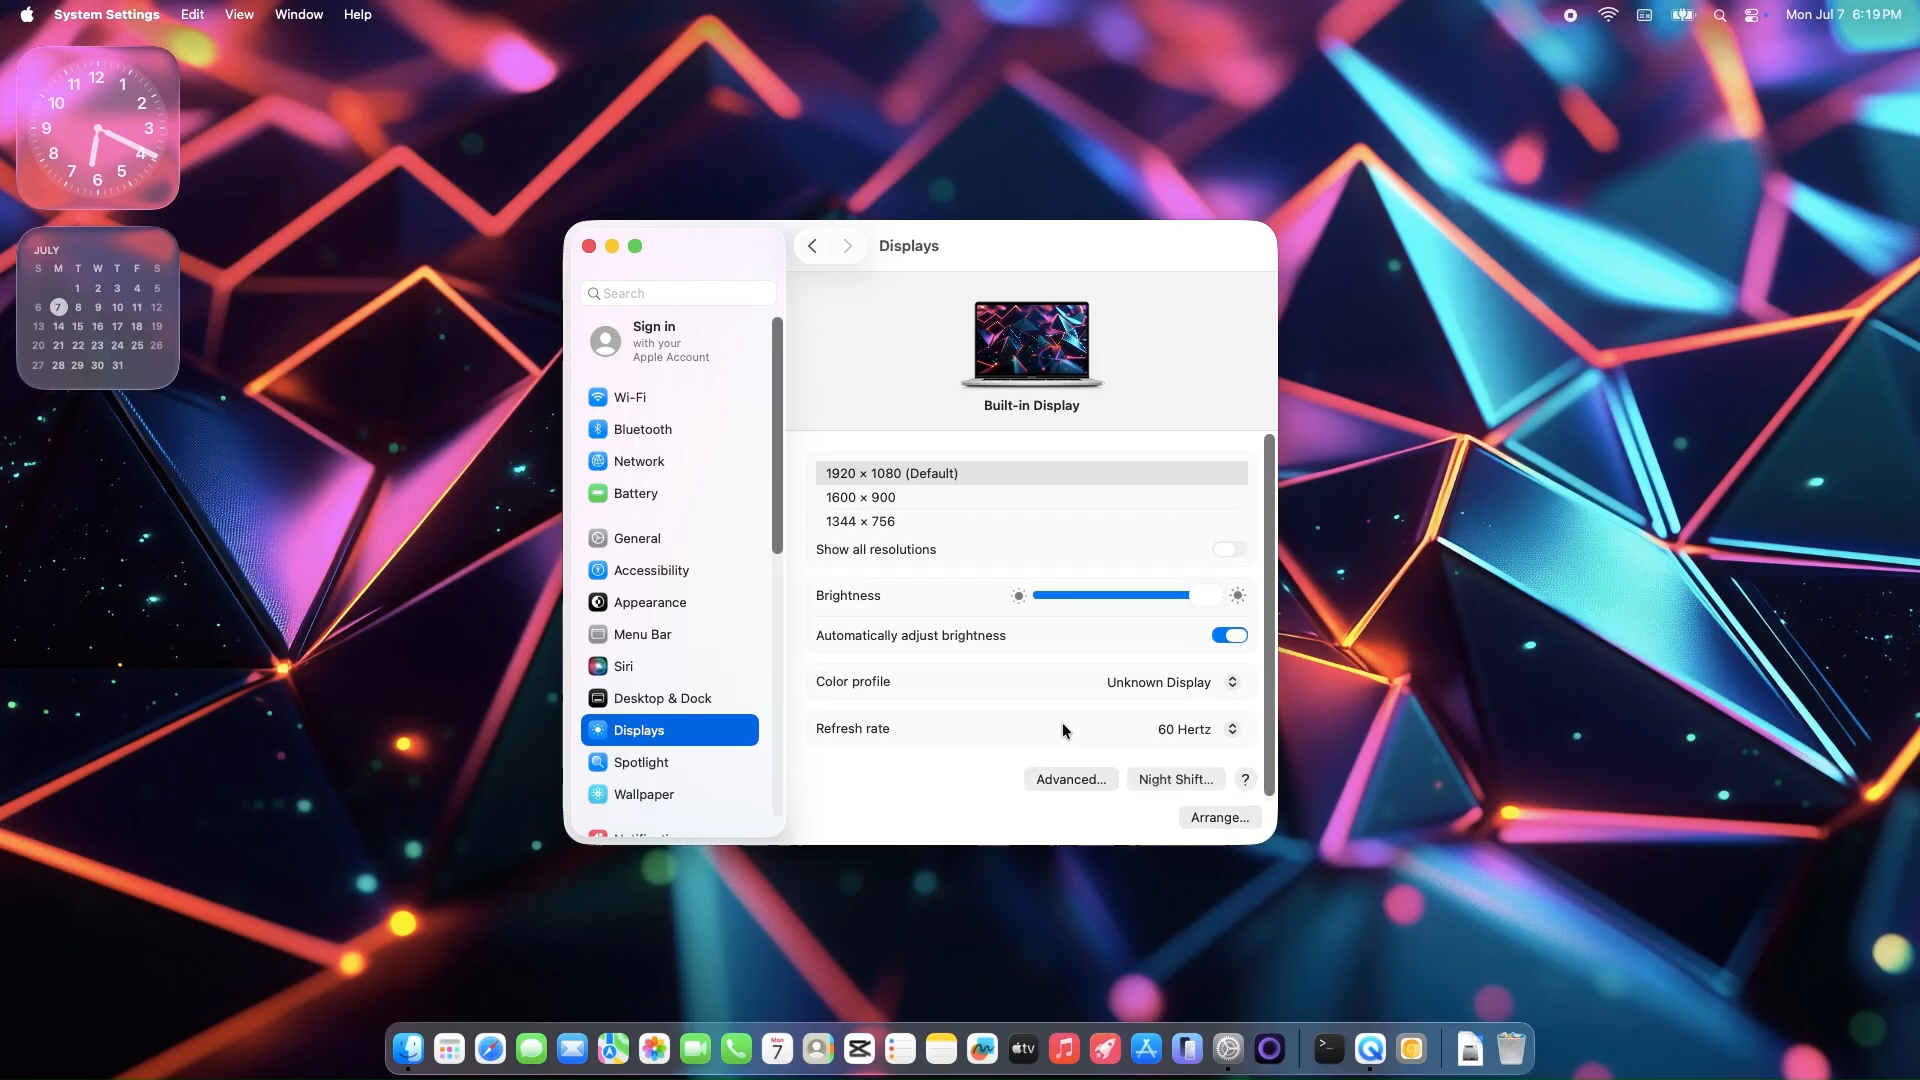 System Settings Edit View Window Help
Mon Jul 7 6:19 PM
12
11 1
10 2
9 3
8 4
7 5
6
JULY
S M T W T F S
1 2 3 4 5
6 7 8 9 10 11 12
13 14 15 16 17 18 19
20 21 22 23 24 25 26
27 28 29 30 31
Search
Sign in
with your
Apple Account
Wi-Fi
Bluetooth
Network
Battery
General
Accessibility
Appearance
Menu Bar
Siri
Desktop & Dock
Displays
Spotlight
Wallpaper
Displays
Built-in Display
1920 × 1080 (Default)
1600 × 900
1344 × 756
Show all resolutions
Brightness
Automatically adjust brightness
Color profile Unknown Display
Refresh rate 60 Hertz
Advanced... Night Shift... ?
Arrange...
Mon
7
tv